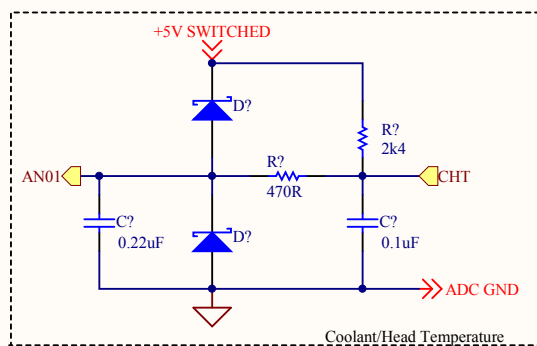 +5V SWITCHED
D?
R?
2k4
AN01
R?
470R
CHT
C?
0.22uF
D?
C?
0.1uF
ADC GND
Coolant/Head Temperature